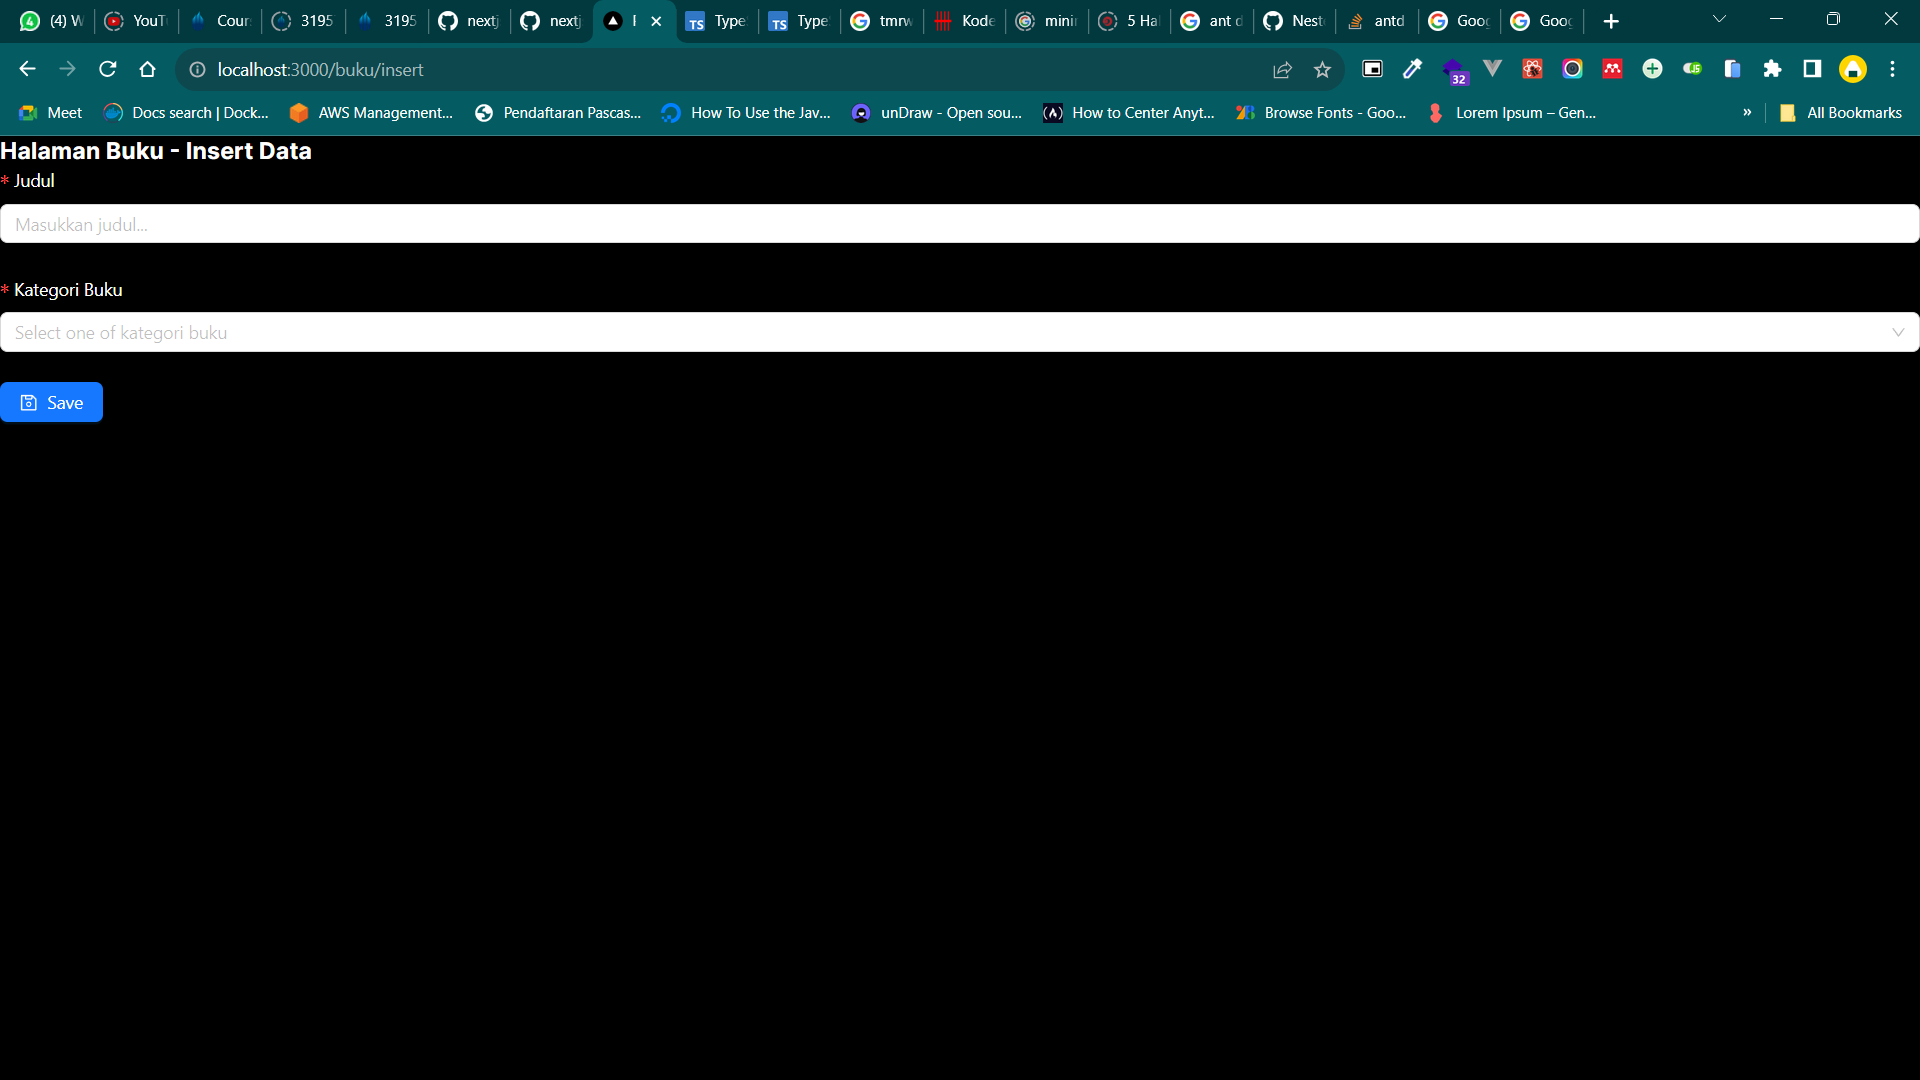 (4) W YouT Cours 3195 3195 nextj nextj Type Type tmrw Kode minir 5 Hal ant d Nest antd Goog Goog
localhost:3000/buku/insert 32
Meet Docs search | Dock... AWS Management... Pendaftaran Pascas... How To Use the Jav... unDraw - Open sou... How to Center Anyt... Browse Fonts - Goo... Lorem Ipsum – Gen... » All Bookmarks
Halaman Buku - Insert Data
* Judul
Masukkan judul...
* Kategori Buku
Select one of kategori buku
Save